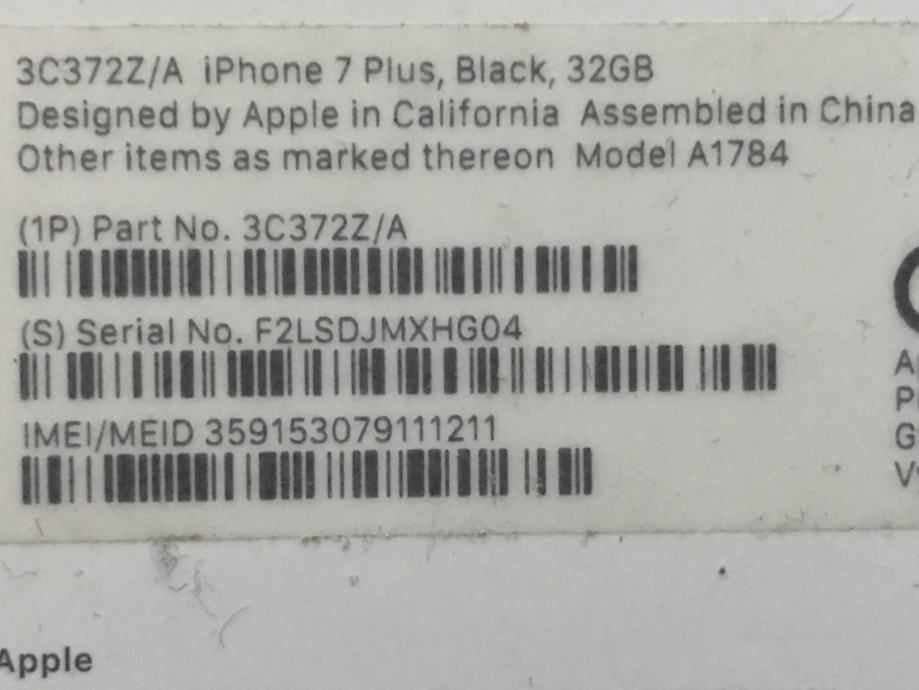 3C372Z/A iPhone 7 Plus, Black, 32GB
Designed by Apple in California Assembled in China
Other items as marked thereon Model A1784
(1P) Part No. 3C372Z/A
(S) Serial No. F2LSDJMXHG04
IMEI/MEID 359153079111211
Apple